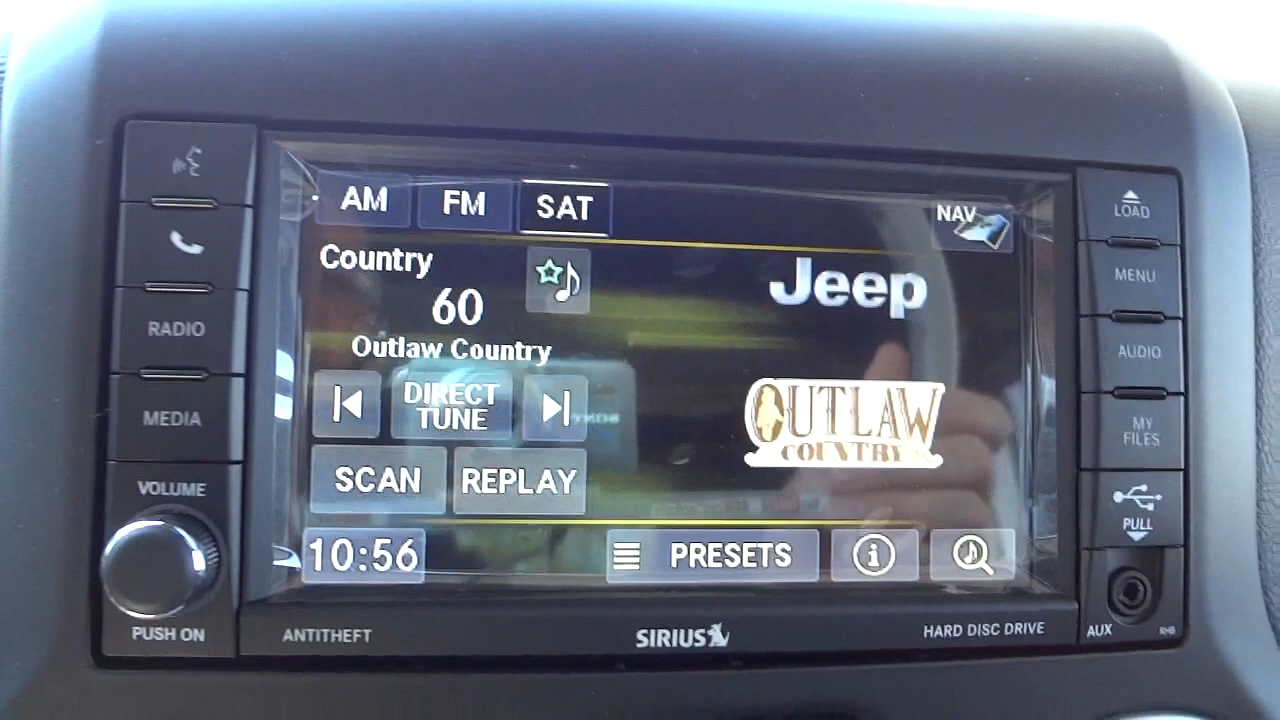 AM FM SAT
NAV
Country
60
Outlaw Country
Jeep
DIRECT
TUNE
OUTLAW
COUNTRY
SCAN
REPLAY
10:56
PRESETS
RADIO
MEDIA
VOLUME
PUSH ON
ANTITHEFT
SIRIUS
HARD DISC DRIVE
LOAD
MENU
AUDIO
MY
FILES
PULL
AUX
RHB